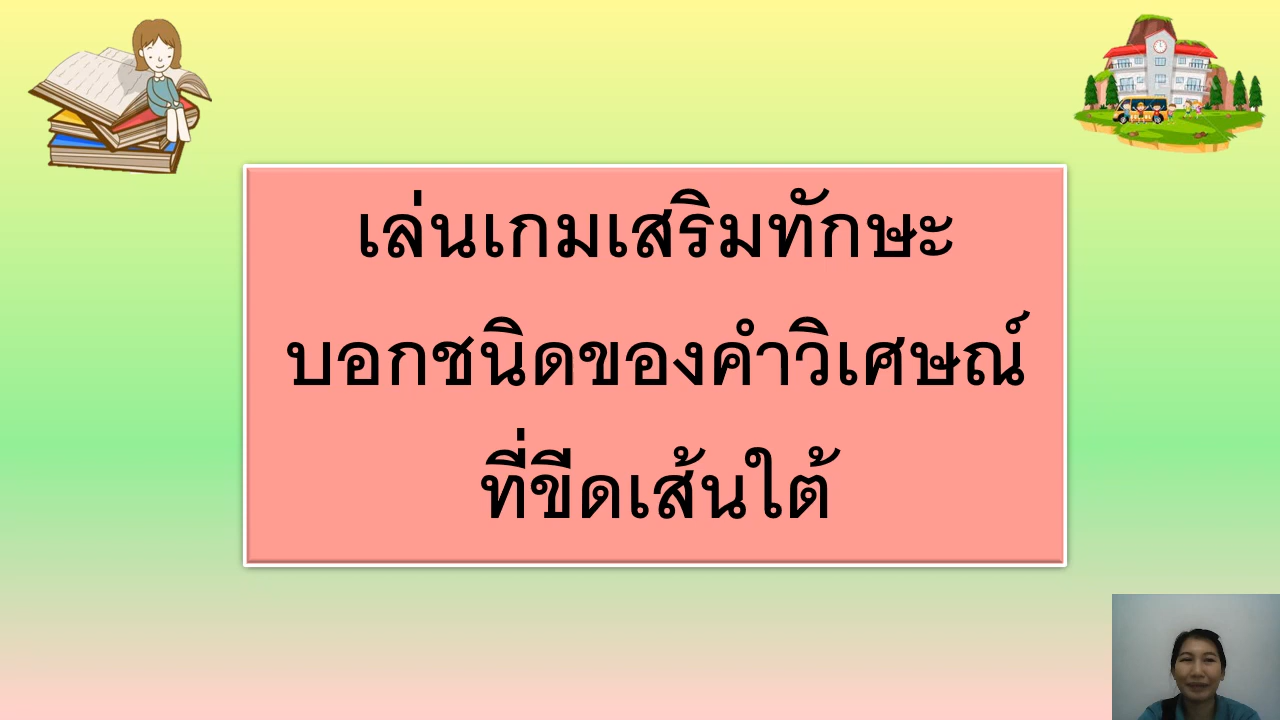 เล่นเกมเสริมทักษะ
บอกชนิดของคำวิเศษณ์
ที่ขีดเส้นใต้